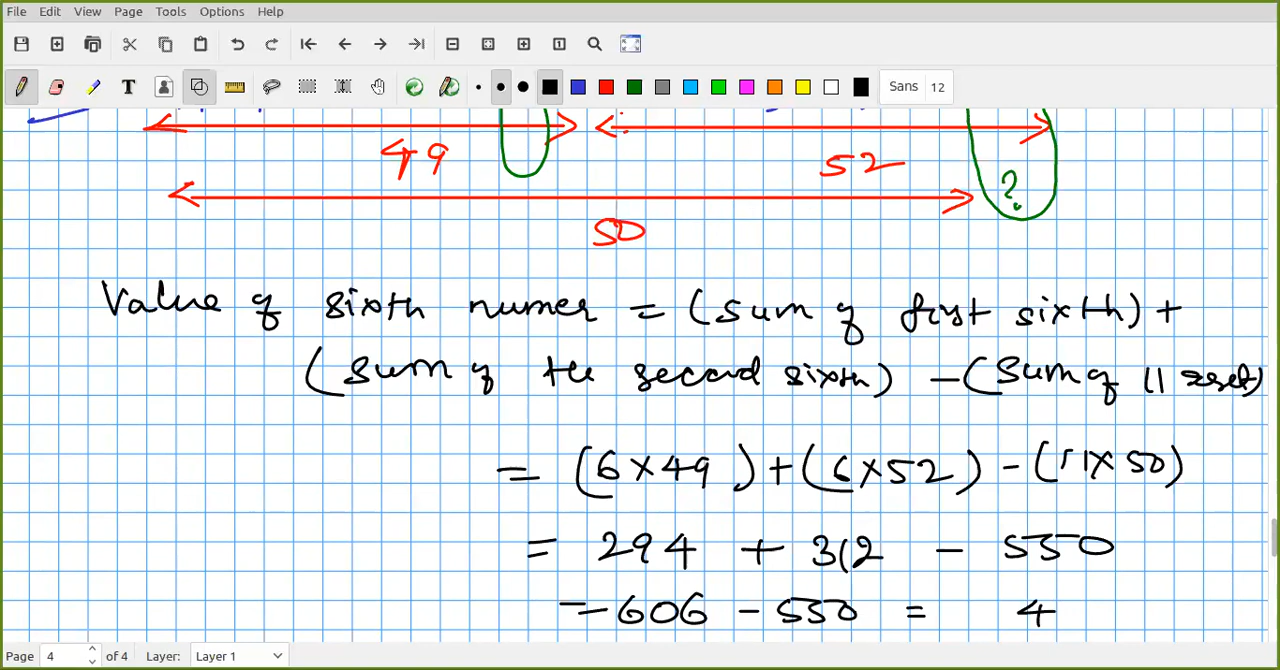 File Edit View Page Tools Options Help
T Sans 12
49 52
?
50
Value of sixth numer = (sum of first sixth) +
(sum of the second sixth) - (sum of 11
= (6 X 49) + (6 X 52) - (11 X 50)
= 294 + 312 - 550
= 606 - 550 = 4
Page 4 of 4 Layer: Layer 1